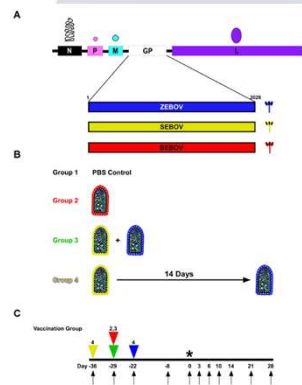 A
N P M GP L
1 2028
ZEBOV
SEBOV
BEBOV
B
Group 1 PBS Control
Group 2
Group 3 +
Group 4 14 Days
C
Vaccination Group
4 2,3 4 *
Day -36 -29 -22 -8 0 3 6 10 14 21 28